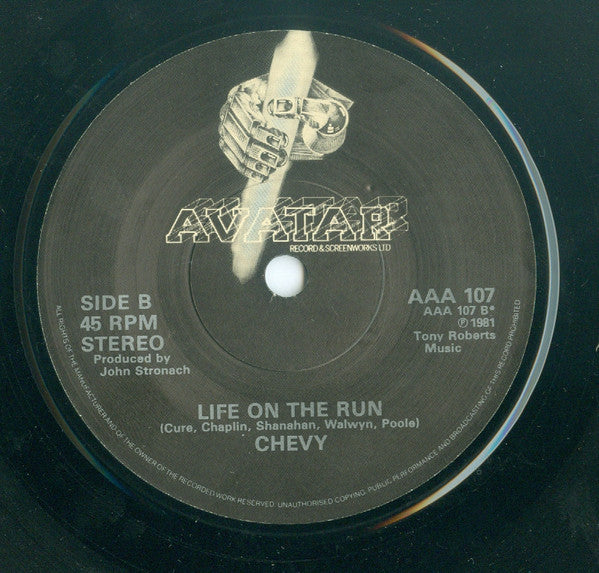 AVATAR
RECORD & SCREENWORKS LTD
SIDE B
45 RPM
STEREO
Produced by
John Stronach
AAA 107
AAA 107 B*
℗ 1981
Tony Roberts
Music
LIFE ON THE RUN
(Cure, Chaplin, Shanahan, Walwyn, Poole)
CHEVY
ALL RIGHTS OF THE MANUFACTURER AND OF THE OWNER OF THE RECORDED WORK RESERVED. UNAUTHORISED COPYING, PUBLIC PERFORMANCE AND BROADCASTING OF THIS RECORD PROHIBITED